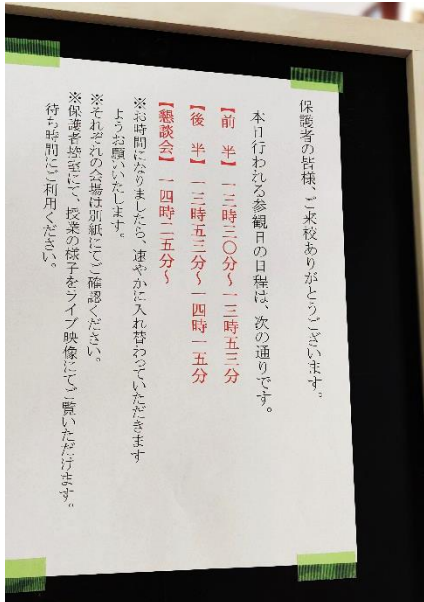 保護者の皆様、ご来校ありがとうございます。
本日行われる参観日の日程は、次の通りです。
【前　半】一三時三〇分～一三時五三分
【後　半】一三時五三分～一四時一五分
【懇談会】一四時二五分～
※お時間になりましたら、速やかに入れ替わっていただきます
ようお願いいたします。
※それぞれの会場は別紙にてご確認ください。
※保護者控室にて、授業の様子をライブ映像にてご覧いただけます。
待ち時間にご利用ください。